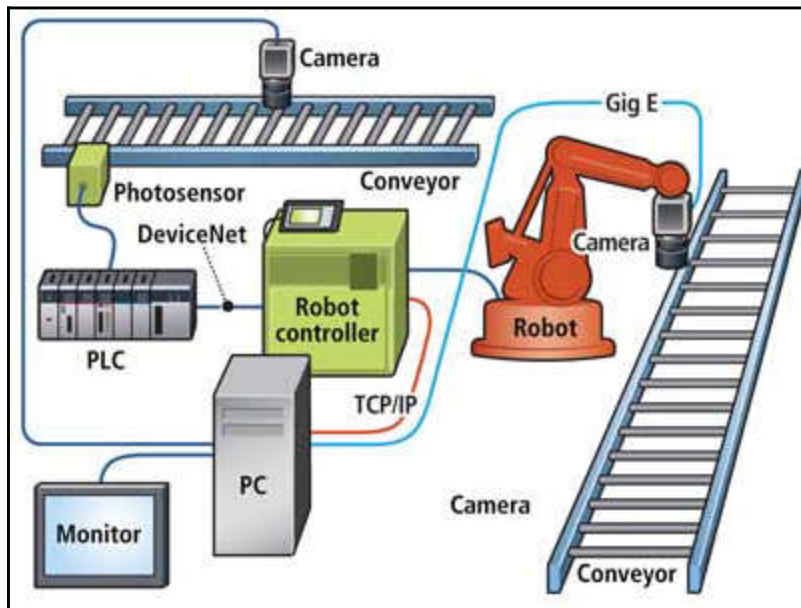 Camera
Gig E
Photosensor
Conveyor
DeviceNet
Camera
Robot
controller
Robot
PLC
TCP/IP
PC
Camera
Monitor
Conveyor